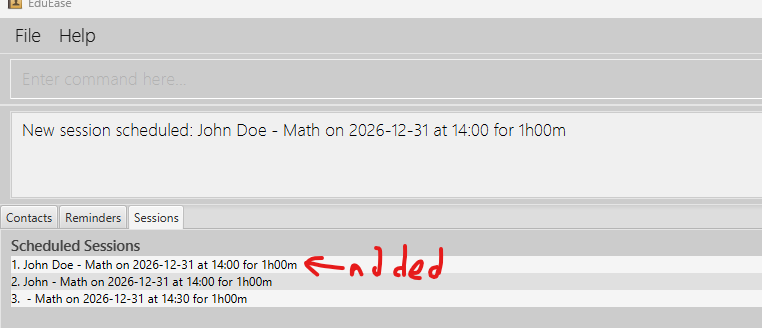 EduEase
File Help
Enter command here...
New session scheduled: John Doe - Math on 2026-12-31 at 14:00 for 1h00m
Contacts Reminders Sessions
Scheduled Sessions
1. John Doe - Math on 2026-12-31 at 14:00 for 1h00m
added
2. John - Math on 2026-12-31 at 14:00 for 1h00m
3. - Math on 2026-12-31 at 14:30 for 1h00m